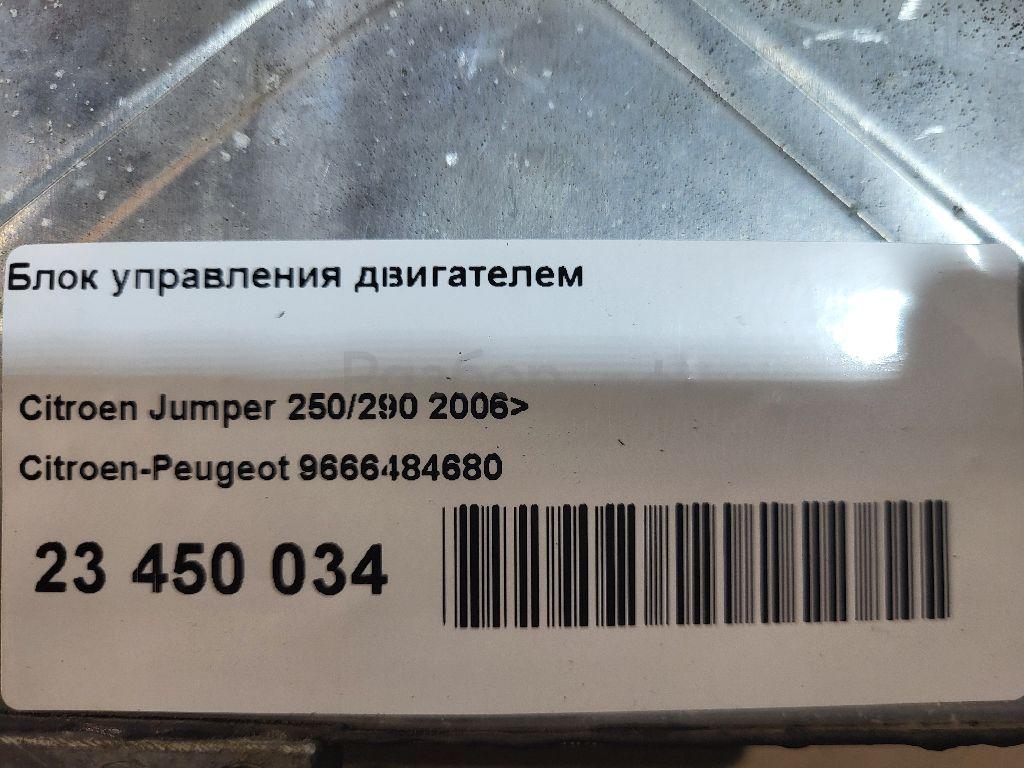 Блок управления двигателем
Citroen Jumper 250/290 2006>
Citroen-Peugeot 9666484680
23 450 034